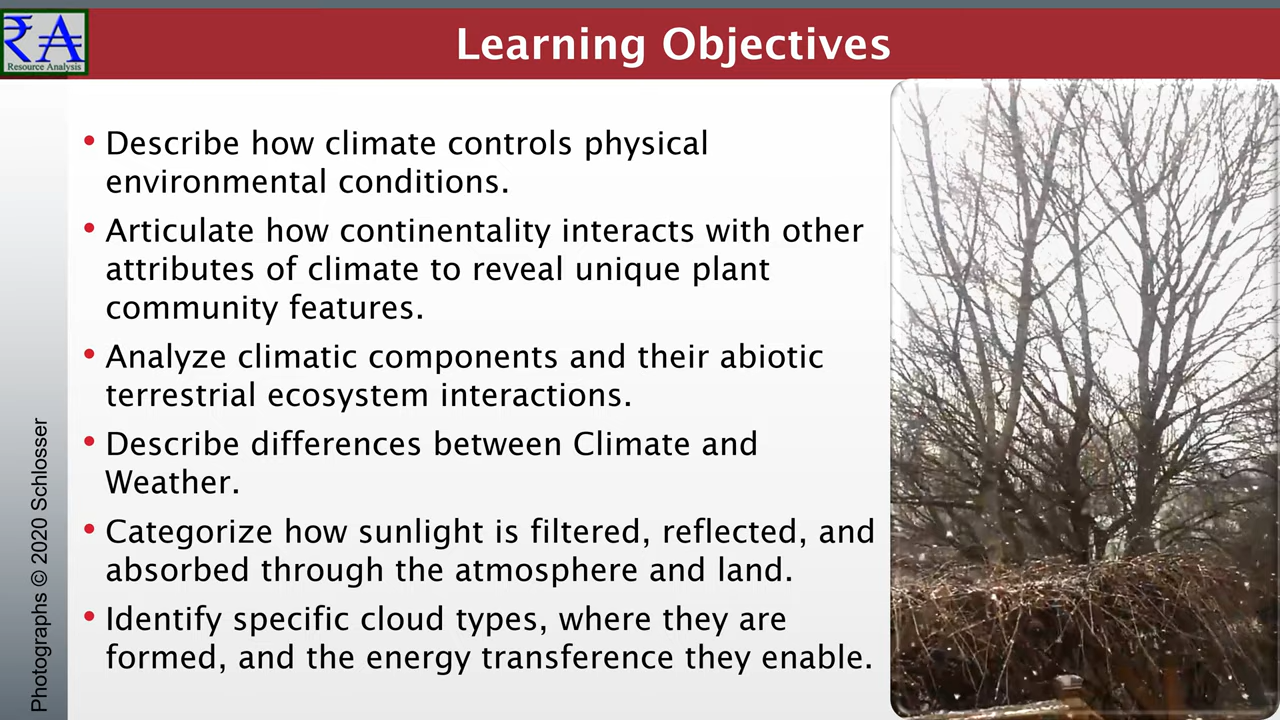 Learning Objectives
₹A
Resource Analysis
• Describe how climate controls physical
environmental conditions.
• Articulate how continentality interacts with other
attributes of climate to reveal unique plant
community features.
• Analyze climatic components and their abiotic
terrestrial ecosystem interactions.
• Describe differences between Climate and
Weather.
• Categorize how sunlight is filtered, reflected, and
absorbed through the atmosphere and land.
• Identify specific cloud types, where they are
formed, and the energy transference they enable.
Photographs © 2020 Schlosser